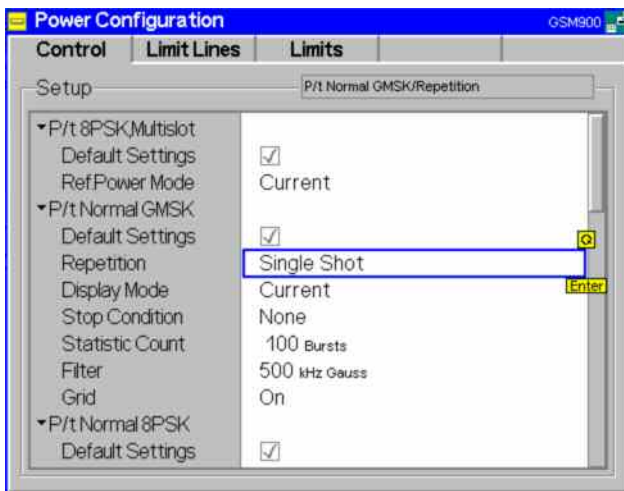 Power Configuration GSM900
Control Limit Lines Limits
Setup P/t Normal GMSK/Repetition
P/t 8PSK,Multislot
Default Settings
Ref.Power Mode Current
P/t Normal GMSK
Default Settings
Repetition Single Shot
Display Mode Current
Enter
Stop Condition None
Statistic Count 100 Bursts
Filter 500 kHz Gauss
Grid On
P/t Normal 8PSK
Default Settings